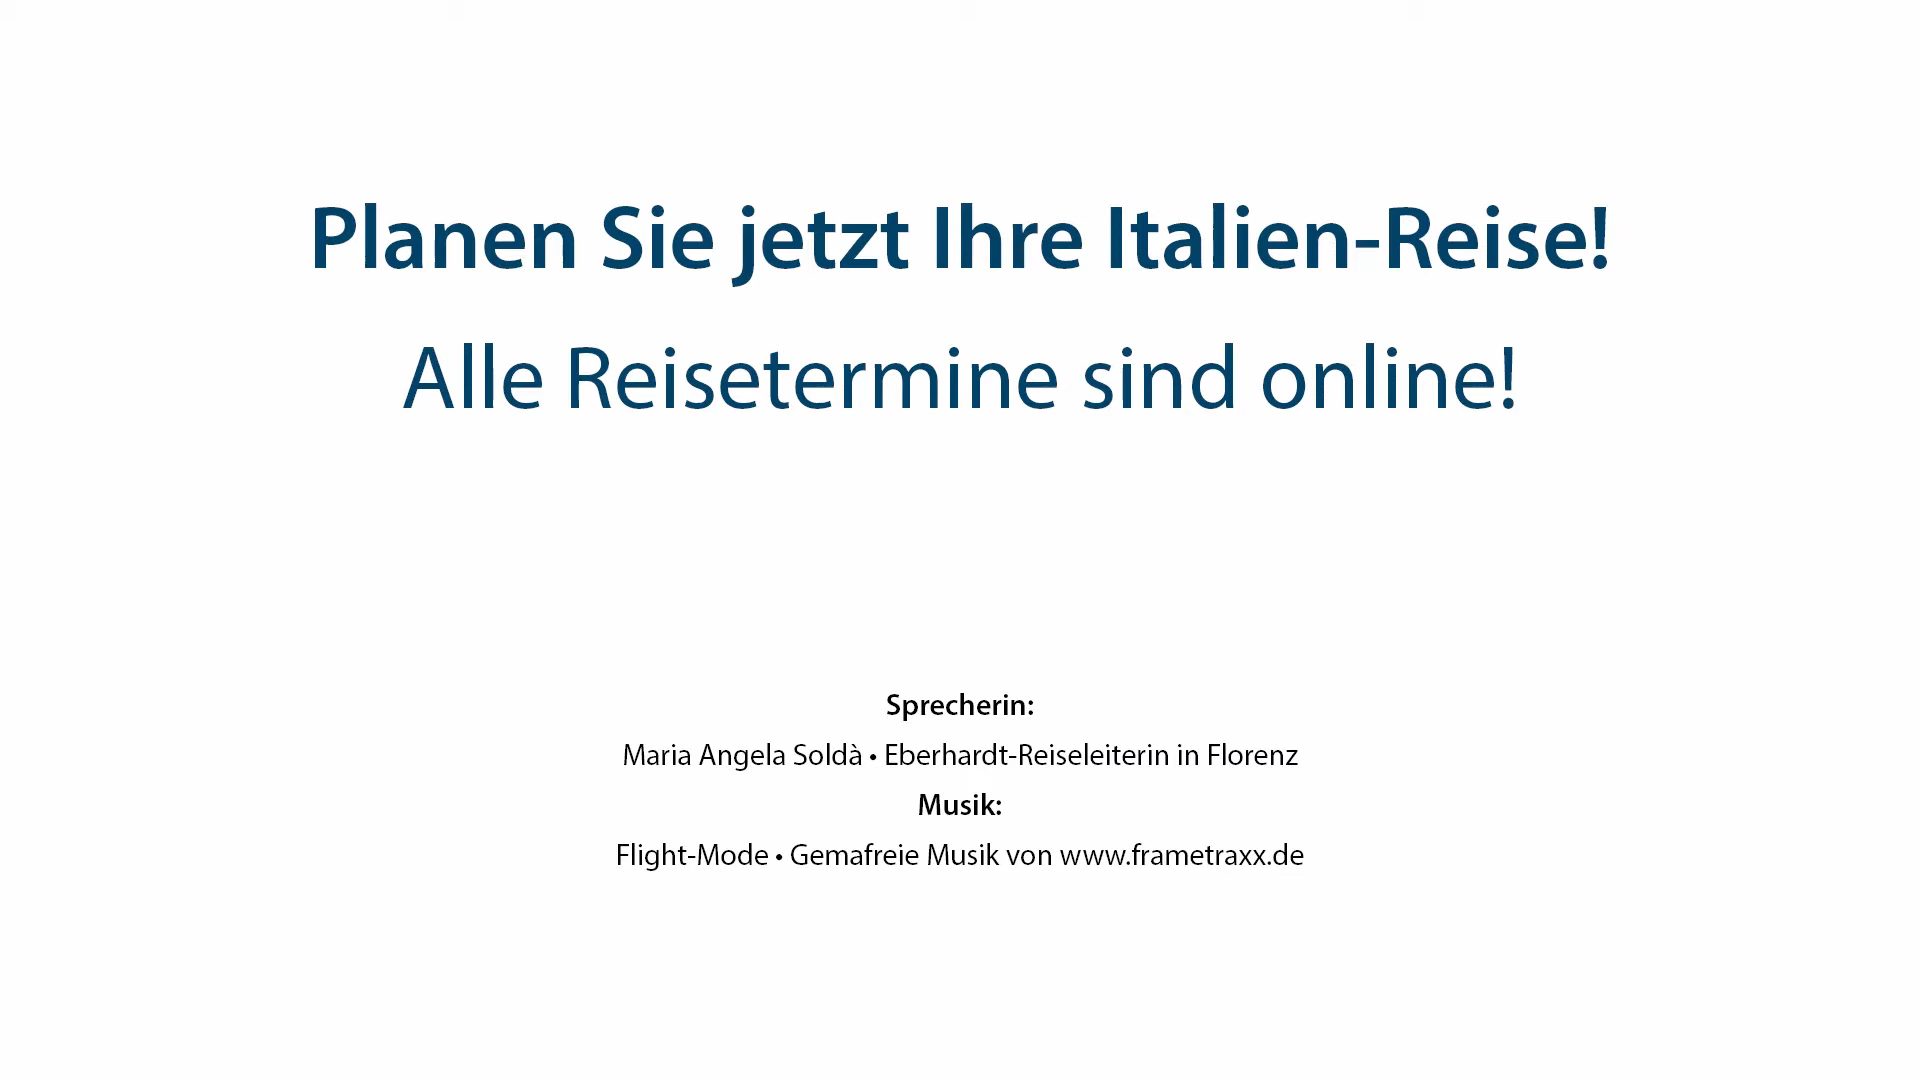 Planen Sie jetzt Ihre Italien-Reise!
Alle Reisetermine sind online!
Sprecherin:
Maria Angela Soldà • Eberhardt-Reiseleiterin in Florenz
Musik:
Flight-Mode • Gemafreie Musik von www.frametraxx.de